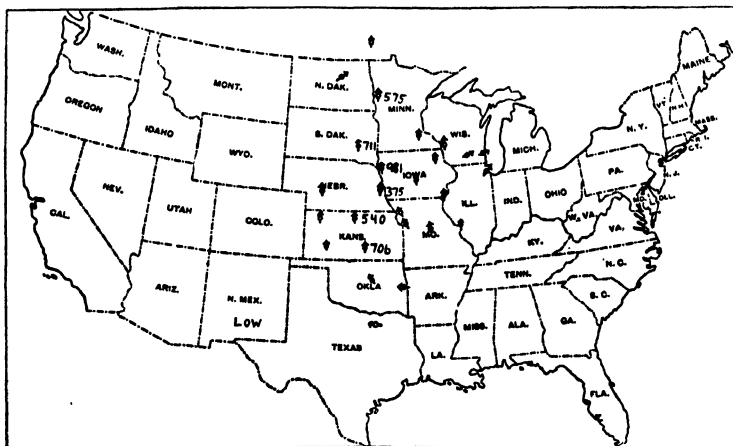 WASH.
MONT.
N. DAK.
MINN.
575
MAINE
OREGON
IDAHO
S. DAK.
711
WIS.
MICH.
N.Y.
VT.
N.H.
MASS.
R.I.
CT.
WYO.
981
IOWA
PA.
N.J.
NEV.
UTAH
NEBR.
375
ILL.
IND.
OHIO
CAL.
COLO.
540
KANS.
706
MO.
W. VA.
VA.
KY.
ARIZ.
N. MEX.
OKLA
ARK.
TENN.
N.C.
S.C.
LOW
TEXAS
LA.
MISS.
ALA.
GA.
FLA.